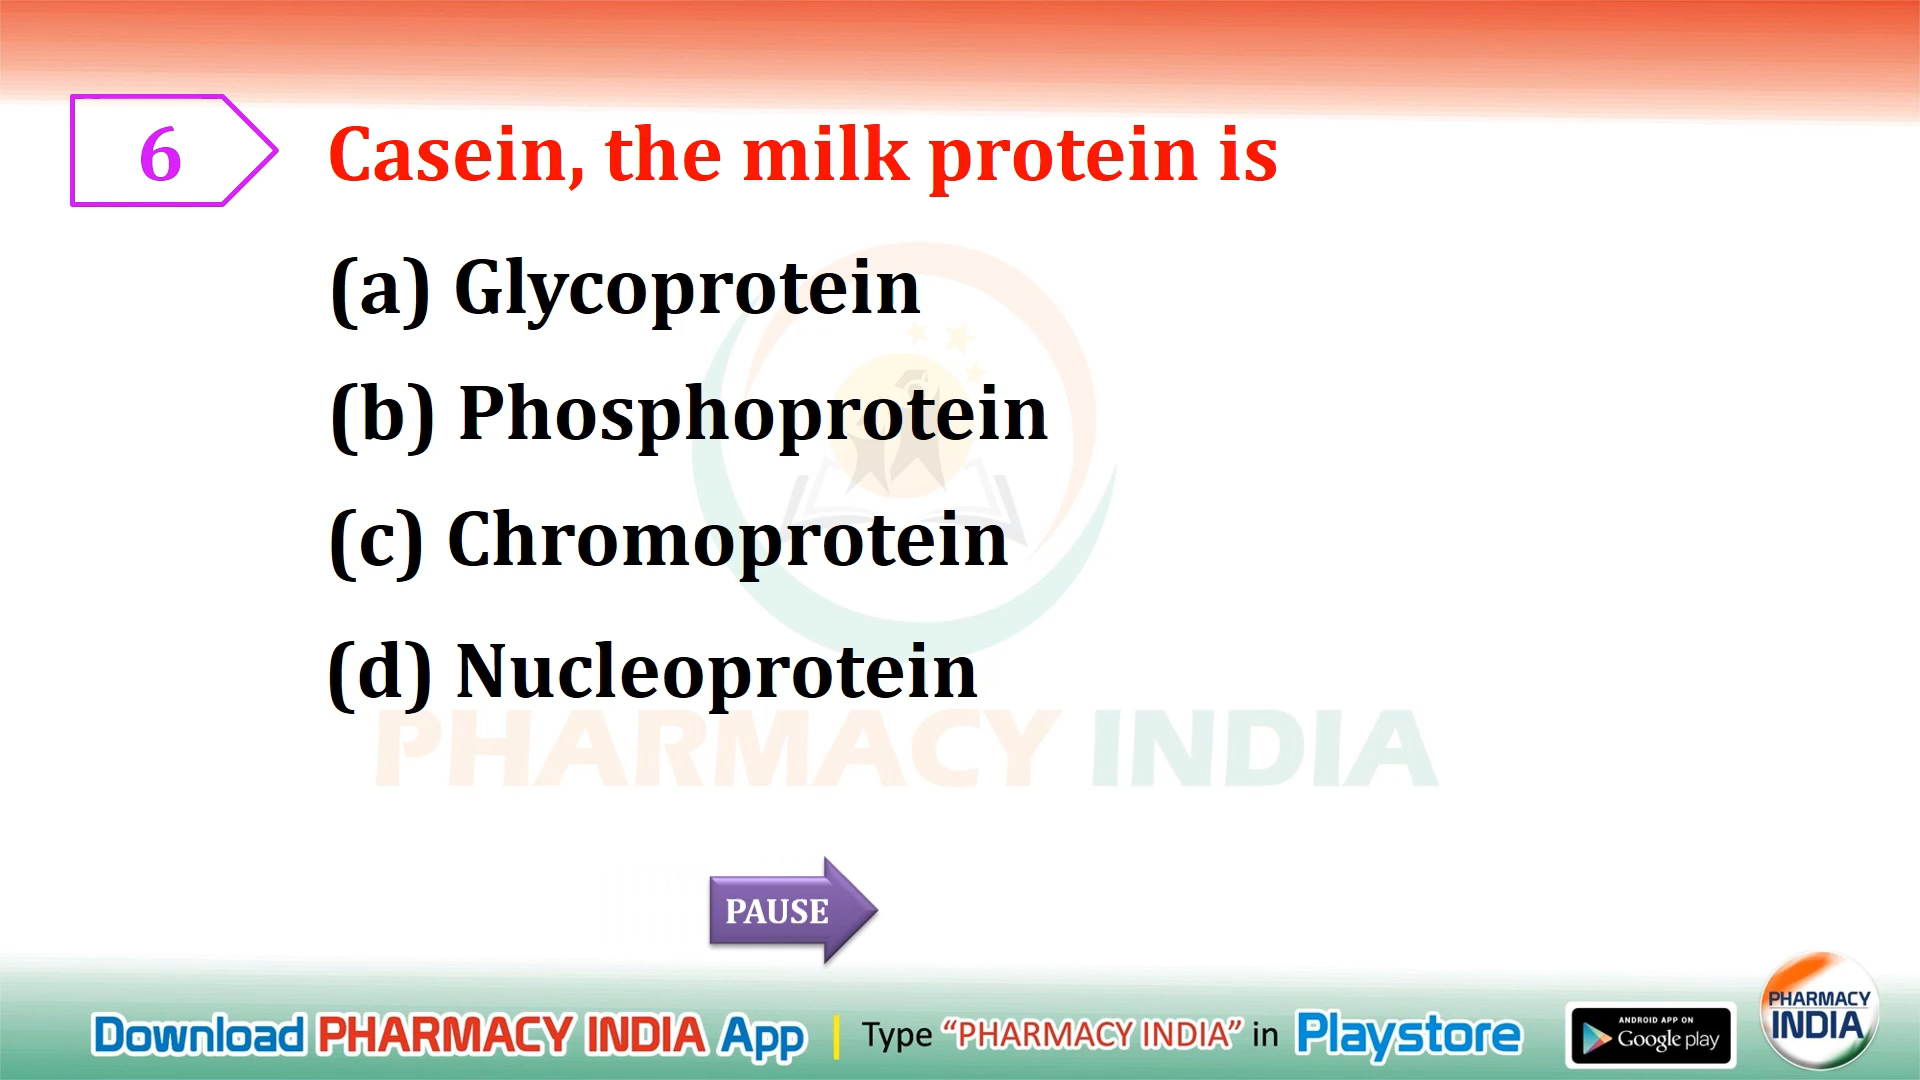 6
Casein, the milk protein is
(a) Glycoprotein
(b) Phosphoprotein
(c) Chromoprotein
(d) Nucleoprotein
PHARMACY INDIA
PAUSE
Download PHARMACY INDIA App | Type “PHARMACY INDIA” in Playstore
ANDROID APP ON
Google play
PHARMACY
INDIA